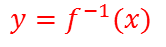 y = f⁻¹(x)